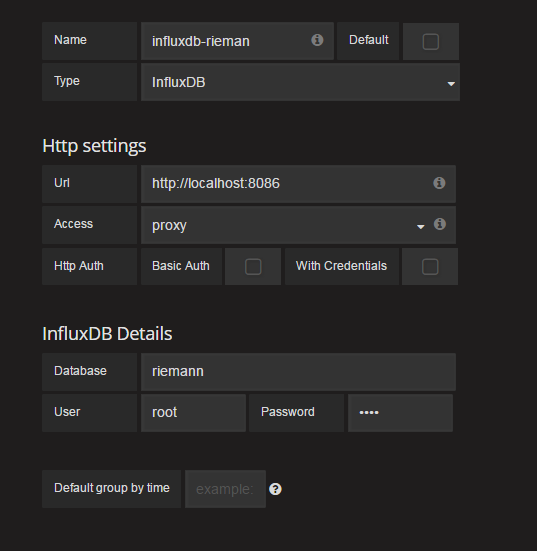 Name influxdb-rieman Default
Type InfluxDB
Http settings
Url http://localhost:8086
Access proxy
Http Auth Basic Auth With Credentials
InfluxDB Details
Database riemann
User root Password ••••
Default group by time example: